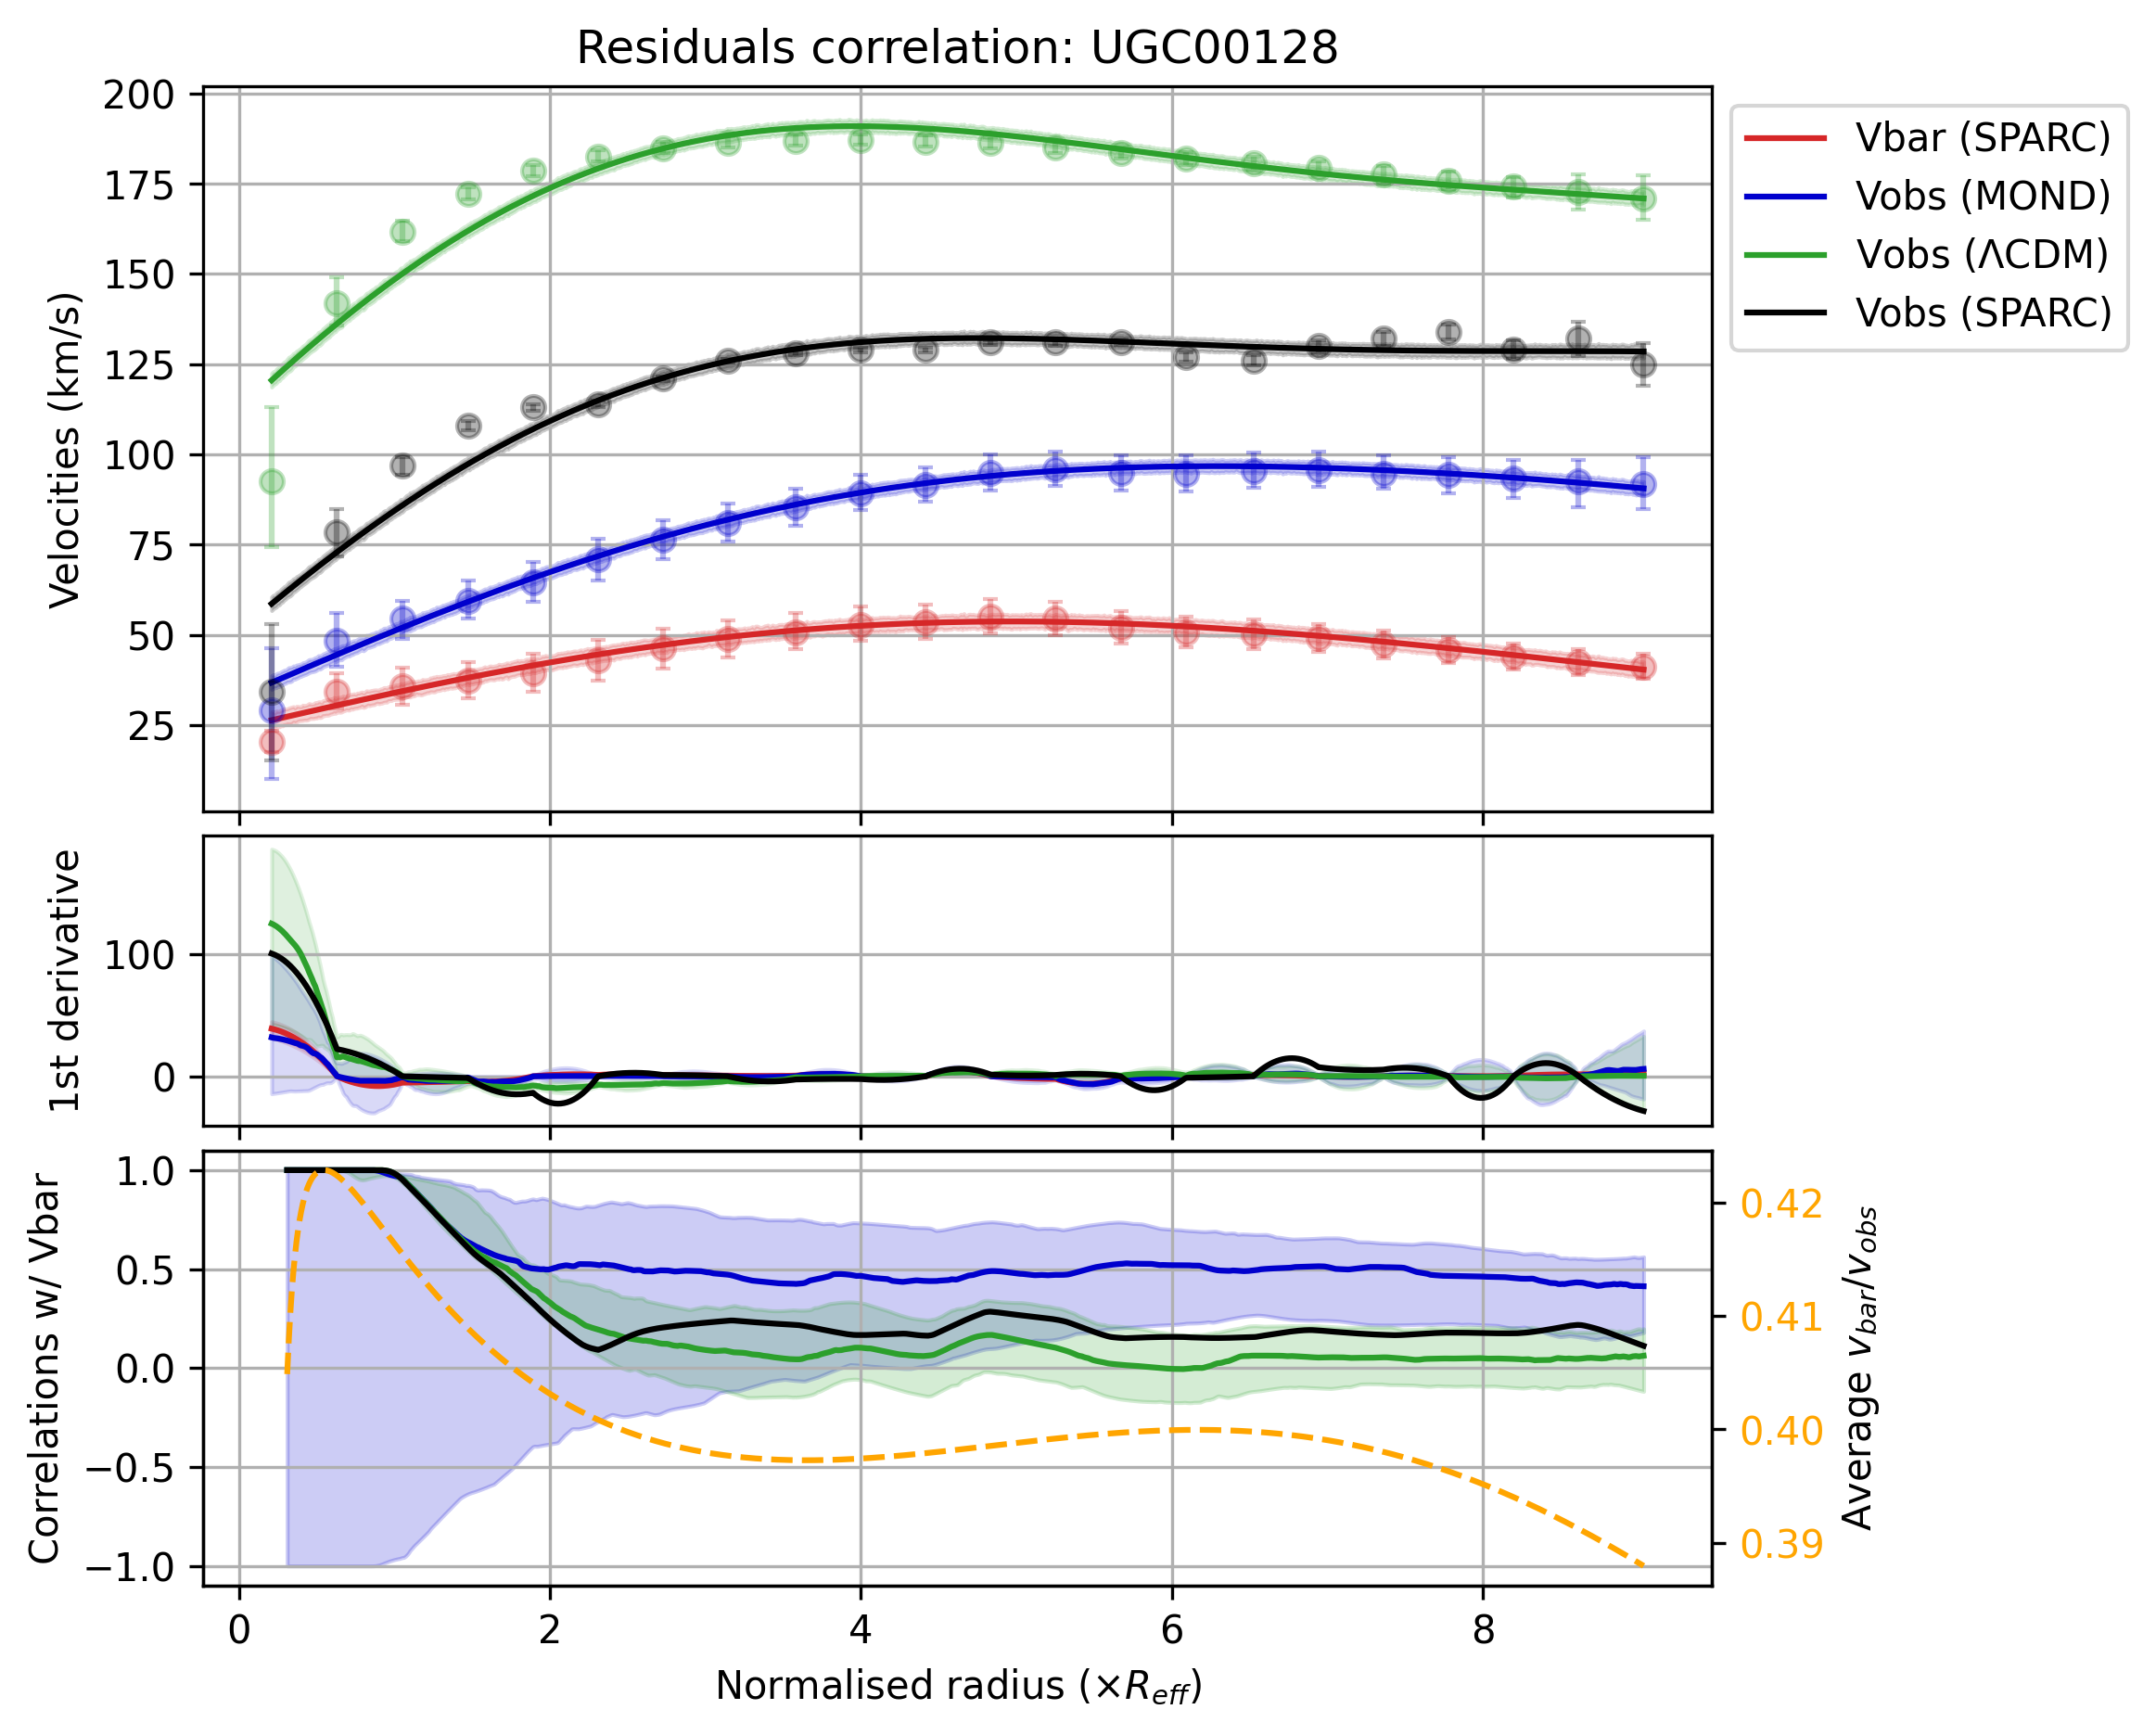 Residuals correlation: UGC00128
200
175
150
125
100
75
50
25
Velocities (km/s)
Vbar (SPARC)
Vobs (MOND)
Vobs (ΛCDM)
Vobs (SPARC)
100
0
1st derivative
1.0
0.5
0.0
−0.5
−1.0
Correlations w/ Vbar
0.42
0.41
0.40
0.39
Average v_bar/v_obs
0 2 4 6 8
Normalised radius (×R_eff)